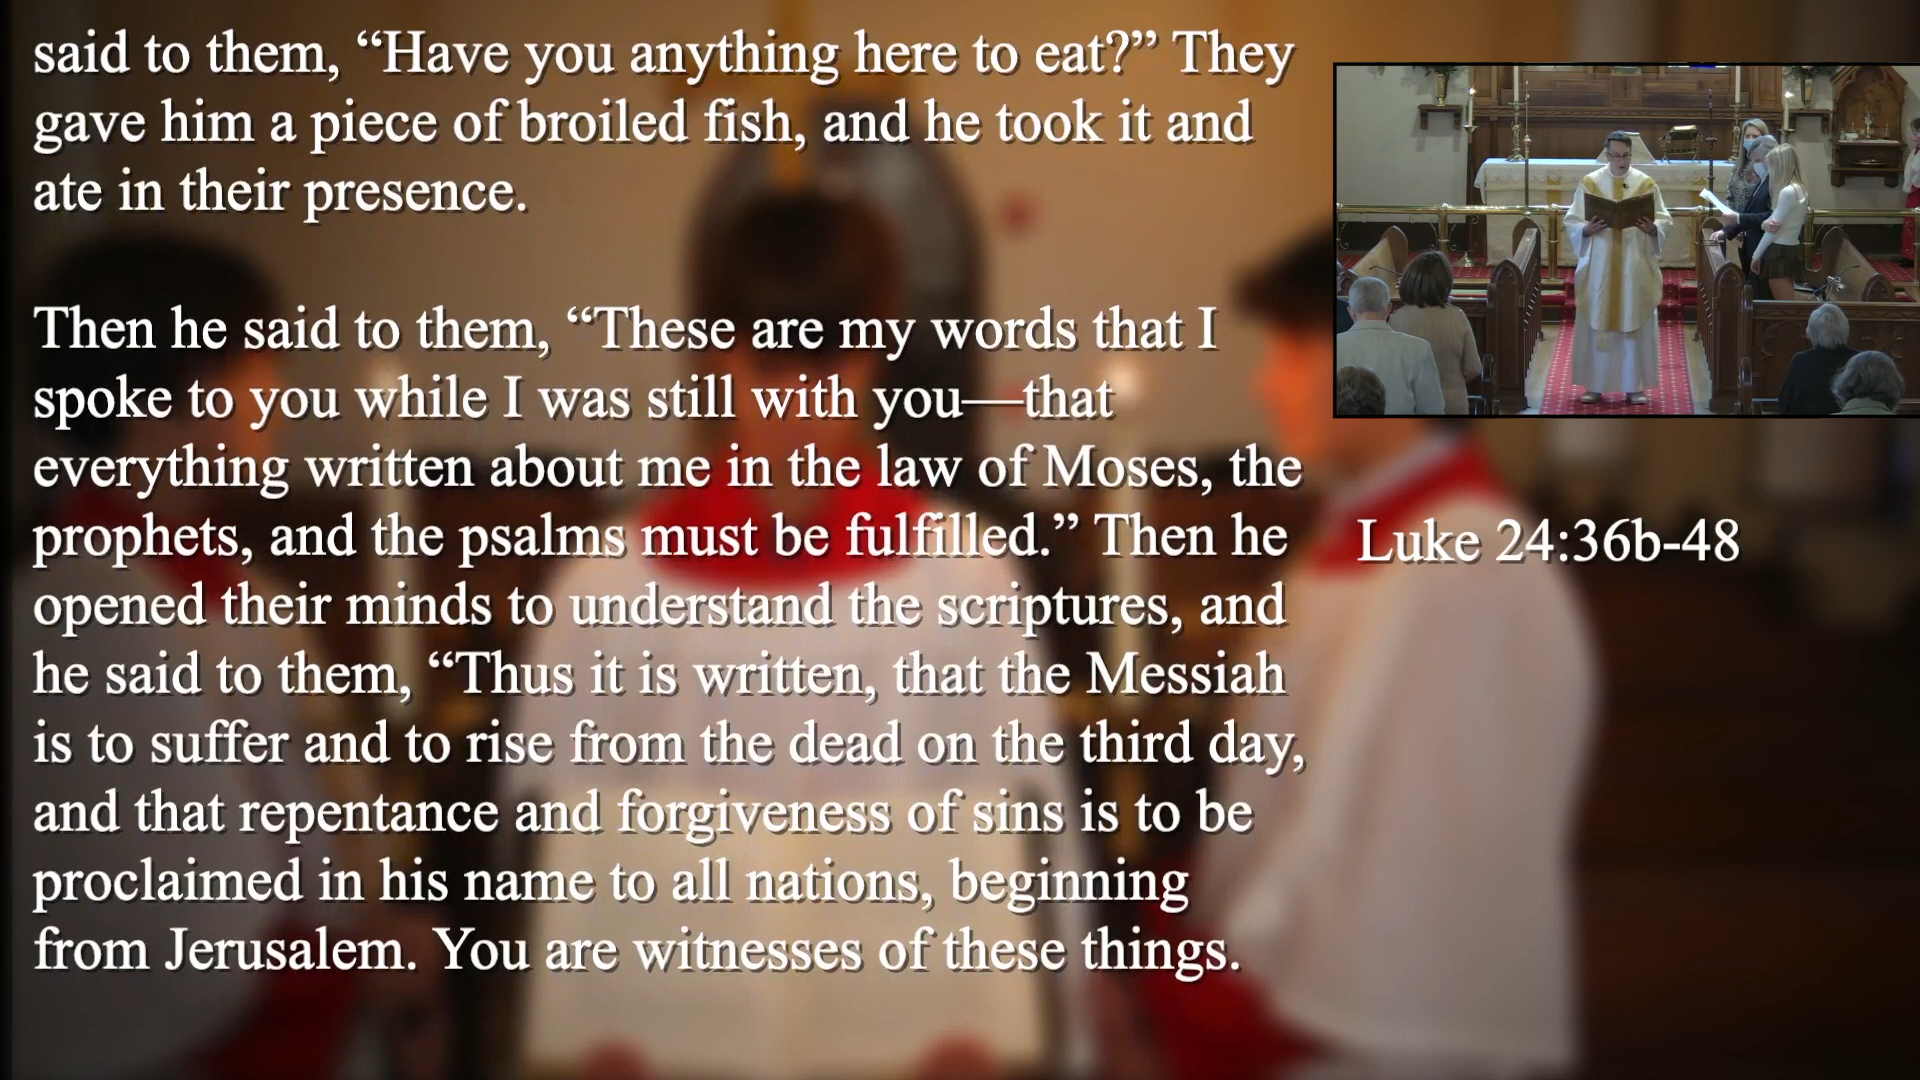 said to them, “Have you anything here to eat?” They
gave him a piece of broiled fish, and he took it and
ate in their presence.
Then he said to them, “These are my words that I
spoke to you while I was still with you—that
everything written about me in the law of Moses, the
prophets, and the psalms must be fulfilled.” Then he
opened their minds to understand the scriptures, and
he said to them, “Thus it is written, that the Messiah
is to suffer and to rise from the dead on the third day,
and that repentance and forgiveness of sins is to be
proclaimed in his name to all nations, beginning
from Jerusalem. You are witnesses of these things.
Luke 24:36b-48